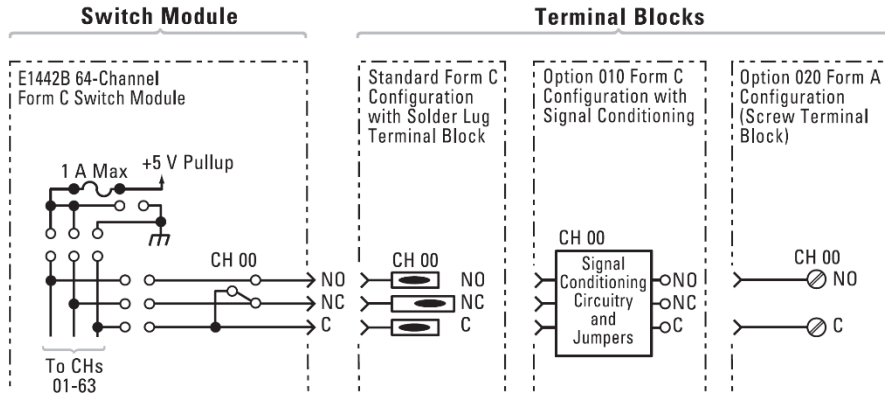 Switch Module
Terminal Blocks
E1442B 64-Channel
Form C Switch Module
1 A Max
+5 V Pullup
CH 00
NO
NC
C
To CHs
01-63
Standard Form C
Configuration
with Solder Lug
Terminal Block
CH 00
NO
NC
C
Option 010 Form C
Configuration with
Signal Conditioning
CH 00
Signal
Conditioning
Circuitry
and
Jumpers
NO
NC
C
Option 020 Form A
Configuration
(Screw Terminal
Block)
CH 00
NO
C